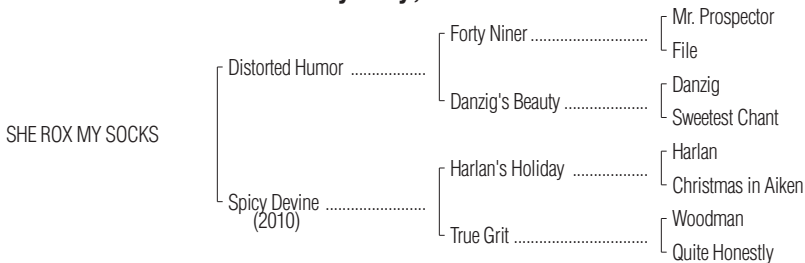 Mr. Prospector
Forty Niner
File
Distorted Humor
Danzig
Danzig's Beauty
Sweetest Chant
SHE ROX MY SOCKS
Harlan
Harlan's Holiday
Christmas in Aiken
Spicy Devine
(2010)
Woodman
True Grit
Quite Honestly